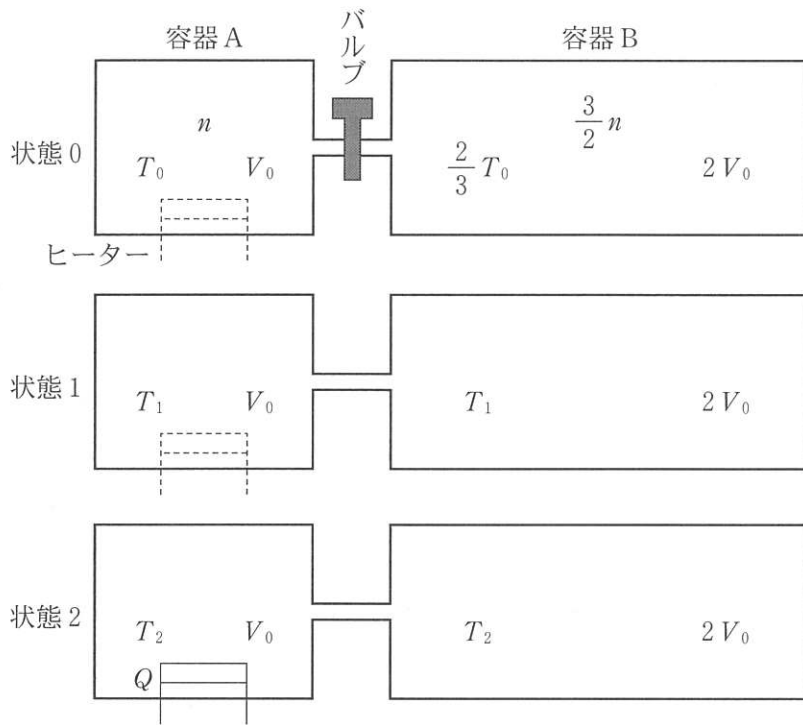 容器A
バルブ
容器B
状態0
n
T₀ V₀
3/2 n
2/3 T₀ 2V₀
ヒーター
状態1
T₁ V₀
T₁ 2V₀
状態2
T₂ V₀
T₂ 2V₀
Q